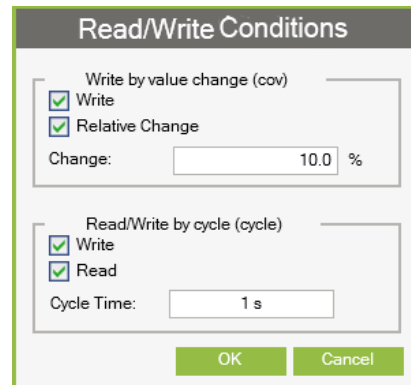 Read/Write Conditions
Write by value change (cov)
Write
Relative Change
Change: 10.0 %
Read/Write by cycle (cycle)
Write
Read
Cycle Time: 1 s
OK Cancel